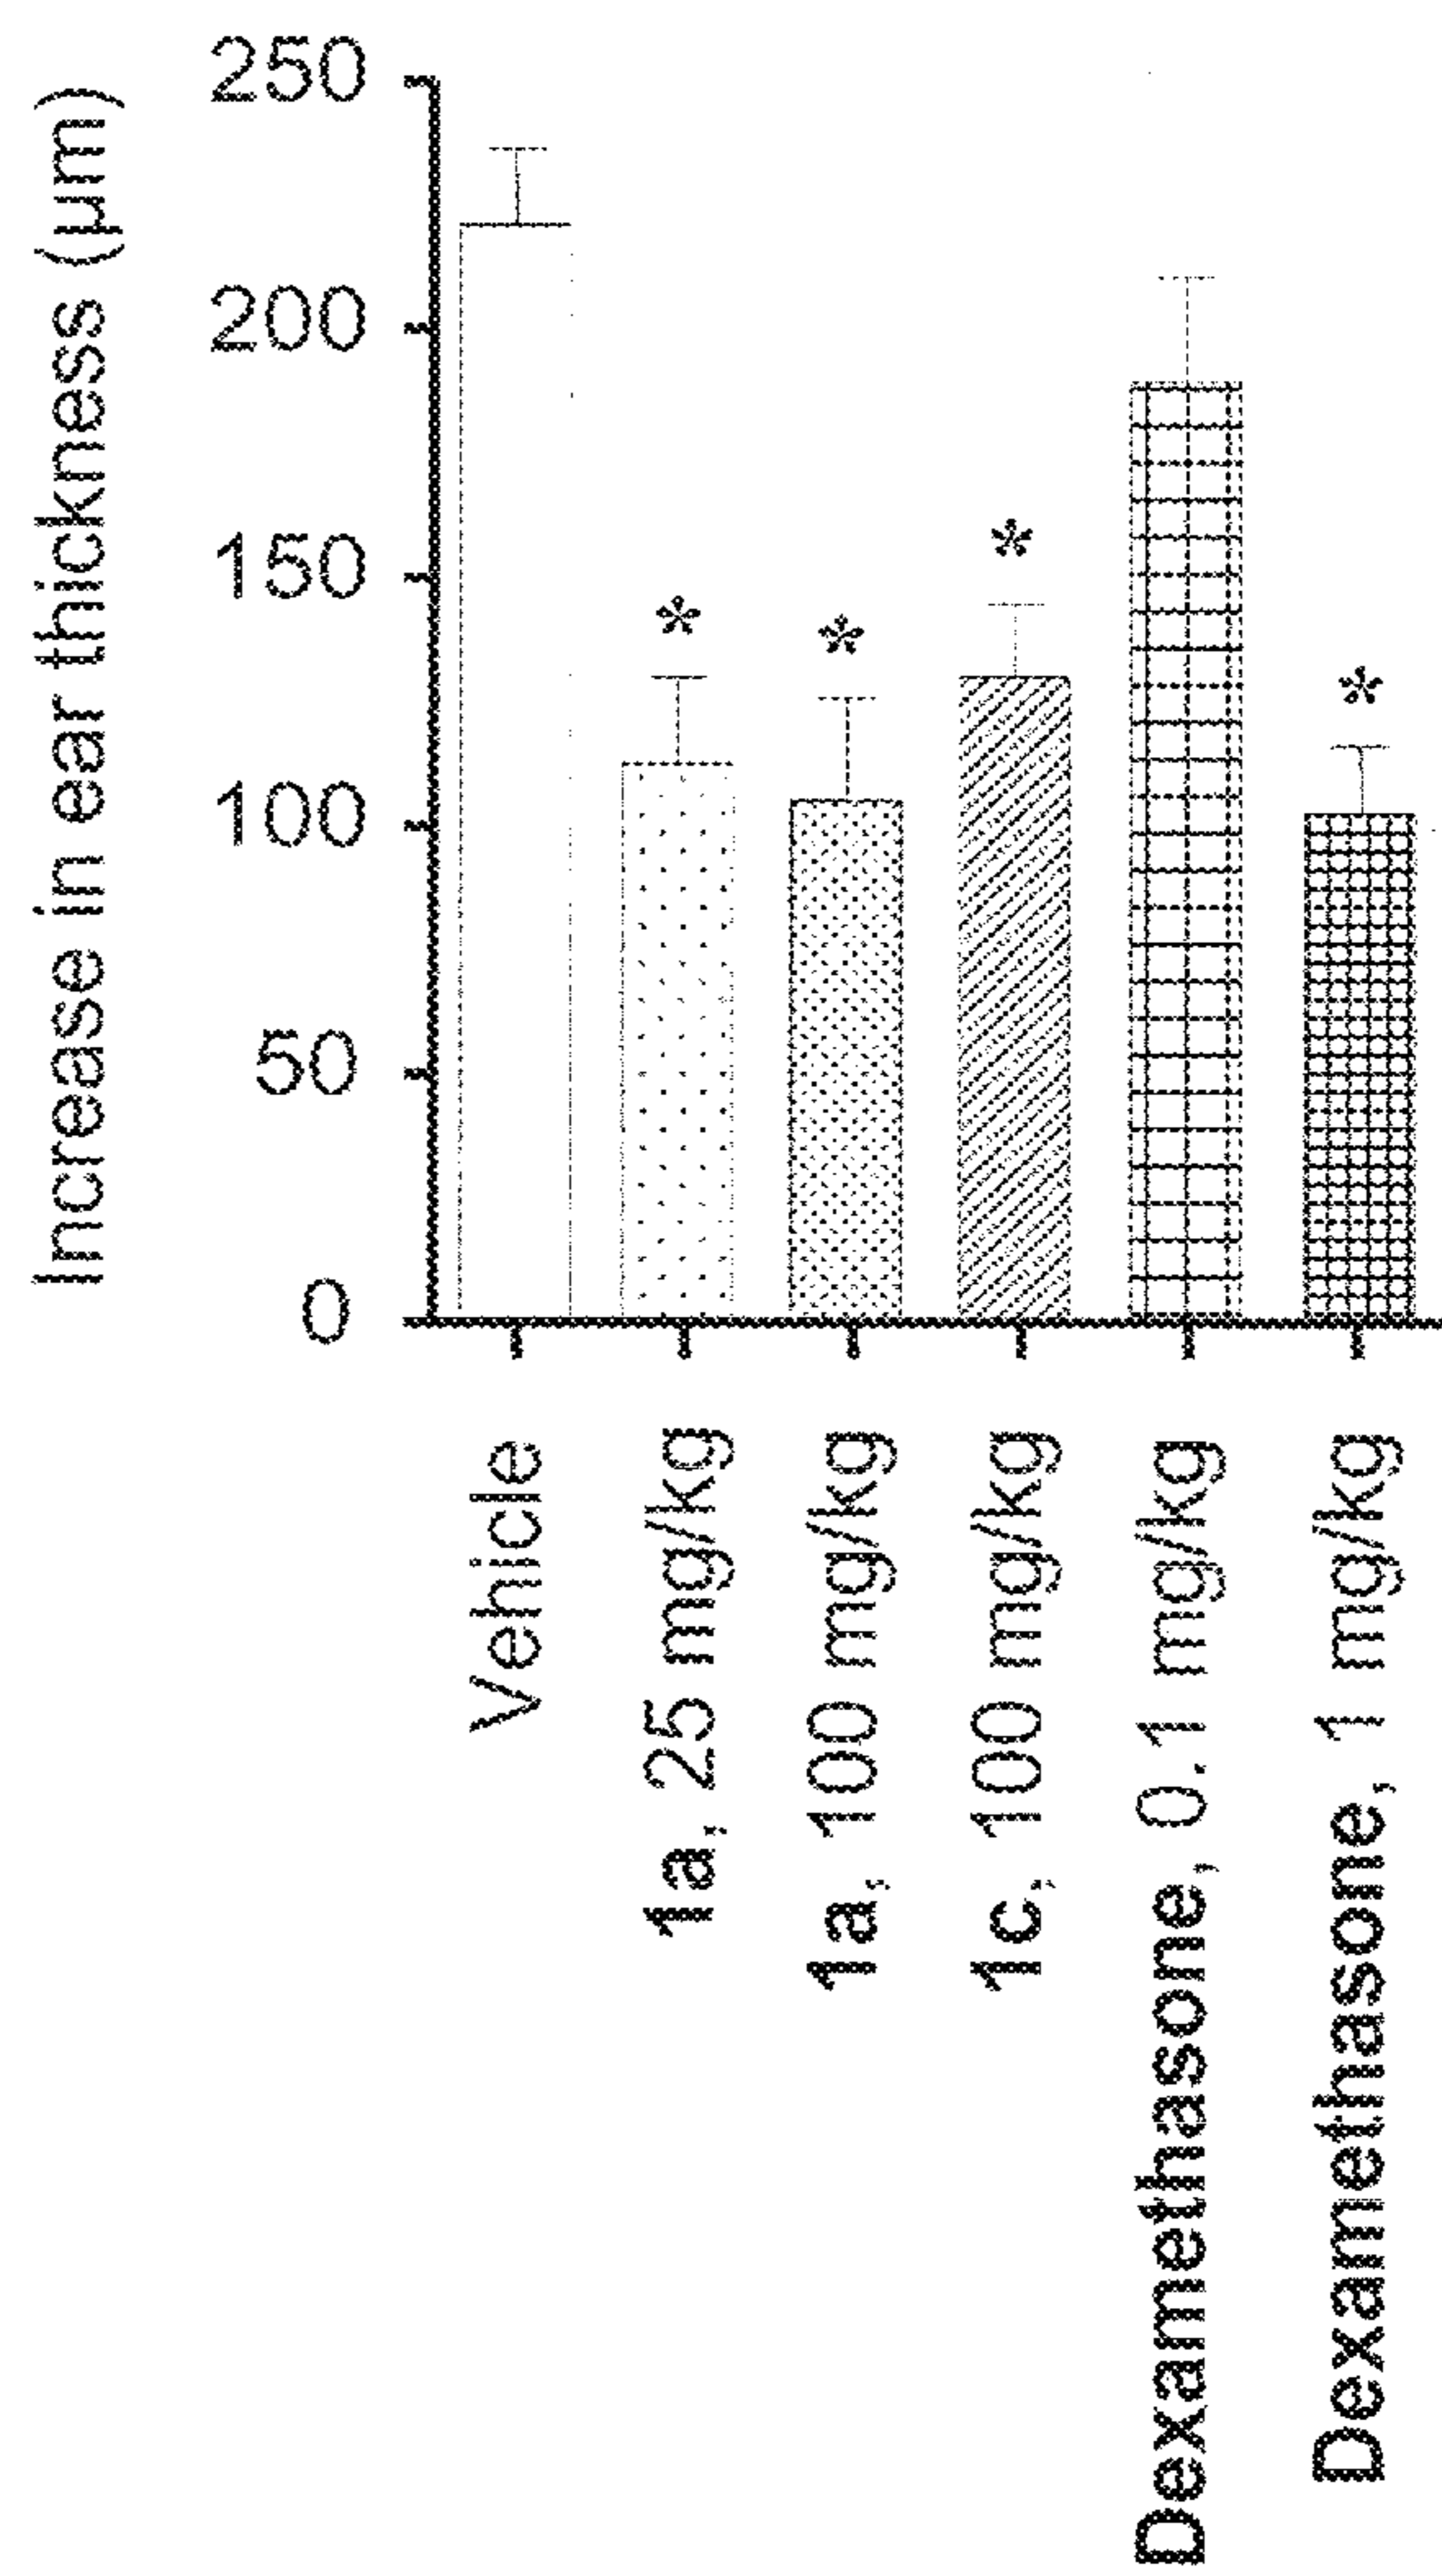 Increase in ear thickness (µm)
250
200
150
100
50
0
*
*
*
*
Vehicle
1a, 25 mg/kg
1a, 100 mg/kg
1c, 100 mg/kg
Dexamethasone, 0.1 mg/kg
Dexamethasone, 1 mg/kg